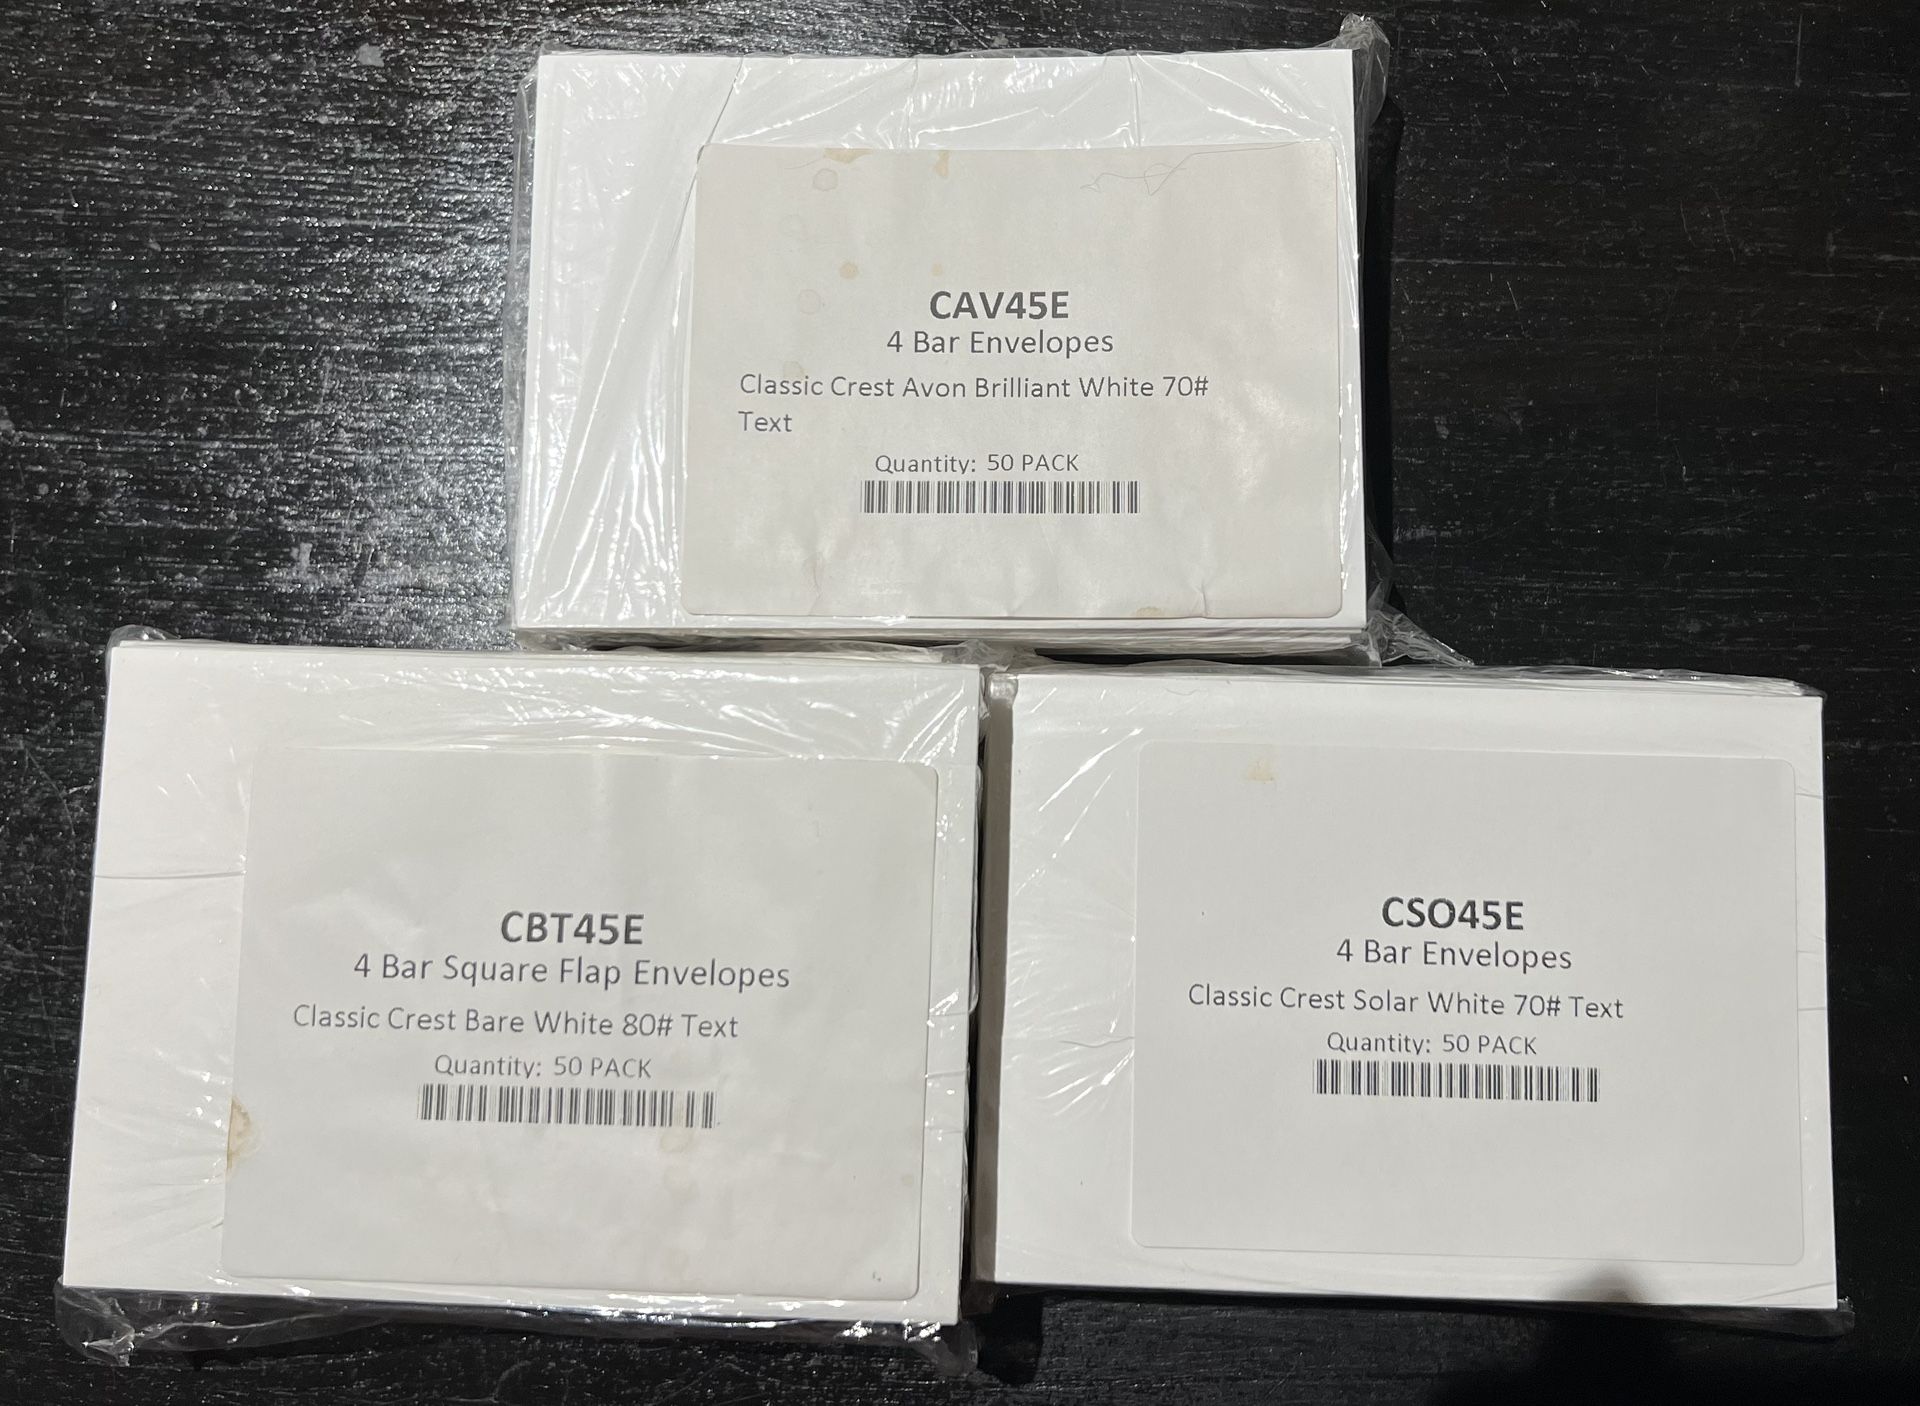 CAV45E
4 Bar Envelopes
Classic Crest Avon Brilliant White 70#
Text
Quantity: 50 PACK
CBT45E
4 Bar Square Flap Envelopes
Classic Crest Bare White 80# Text
Quantity: 50 PACK
CSO45E
4 Bar Envelopes
Classic Crest Solar White 70# Text
Quantity: 50 PACK